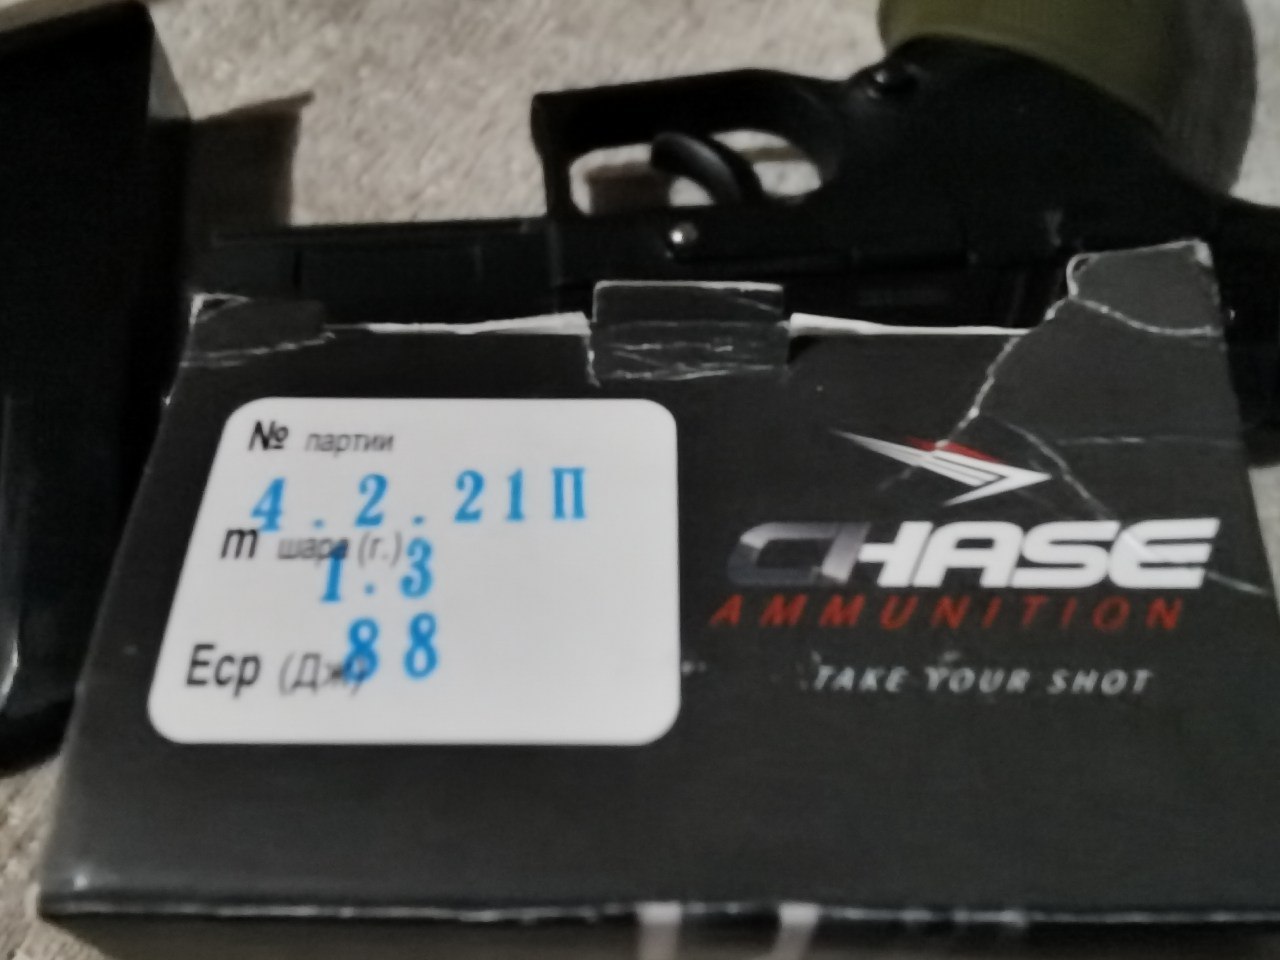 № партии
4.2.21П
m шара (г.)
1.3
88
Еср (Дж)
CHASE
AMMUNITION
TAKE YOUR SHOT